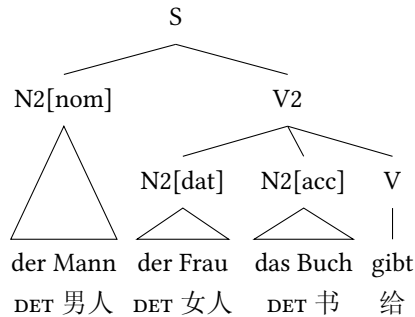 S
N2[nom] V2
N2[dat] N2[acc] V
der Mann der Frau das Buch gibt
DET 男人 DET 女人 DET 书 给